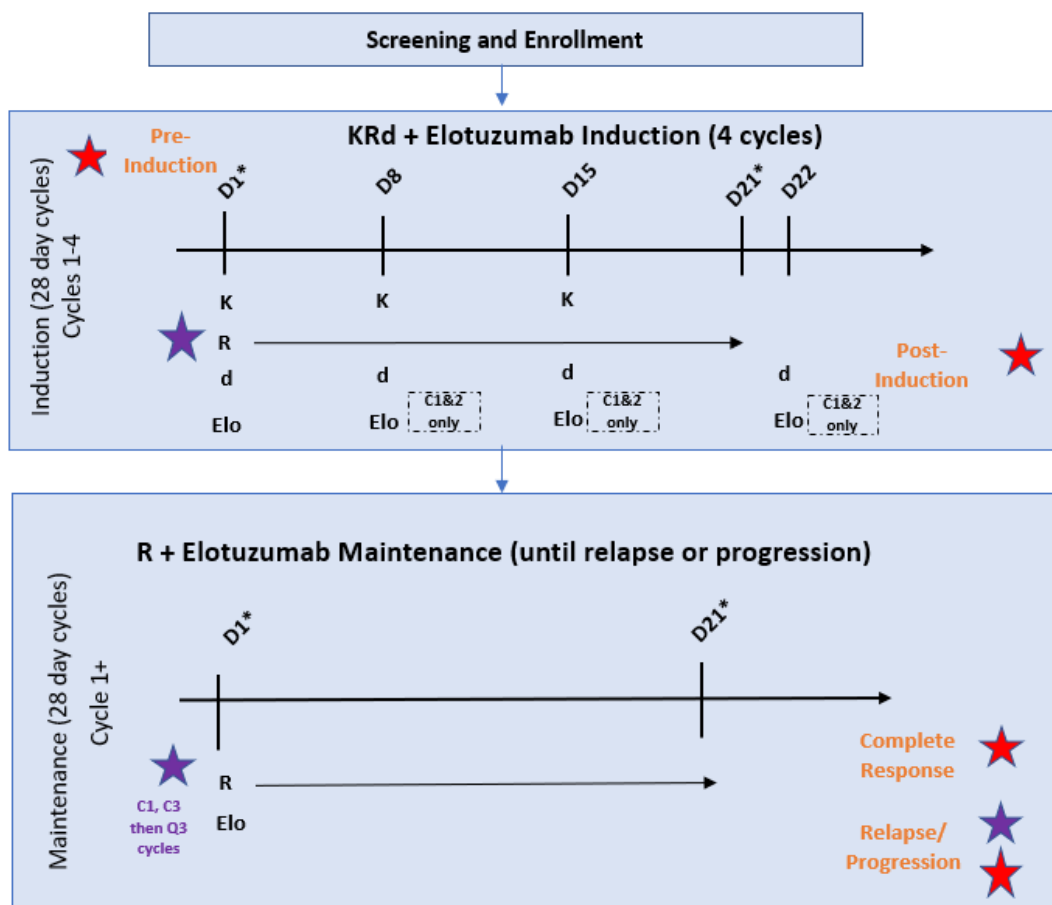 Screening and Enrollment
KRd + Elotuzumab Induction (4 cycles)
Pre-
Induction
Induction (28 day cycles)
Cycles 1-4
D1*
D8
D15
D21*
D22
K
K
K
R
d
d
d
d
Elo
Elo
C1&2
only
Elo
C1&2
only
Elo
C1&2
only
Post-
Induction
R + Elotuzumab Maintenance (until relapse or progression)
Maintenance (28 day cycles)
Cycle 1+
D1*
D21*
R
Elo
C1, C3
then Q3
cycles
Complete
Response
Relapse/
Progression